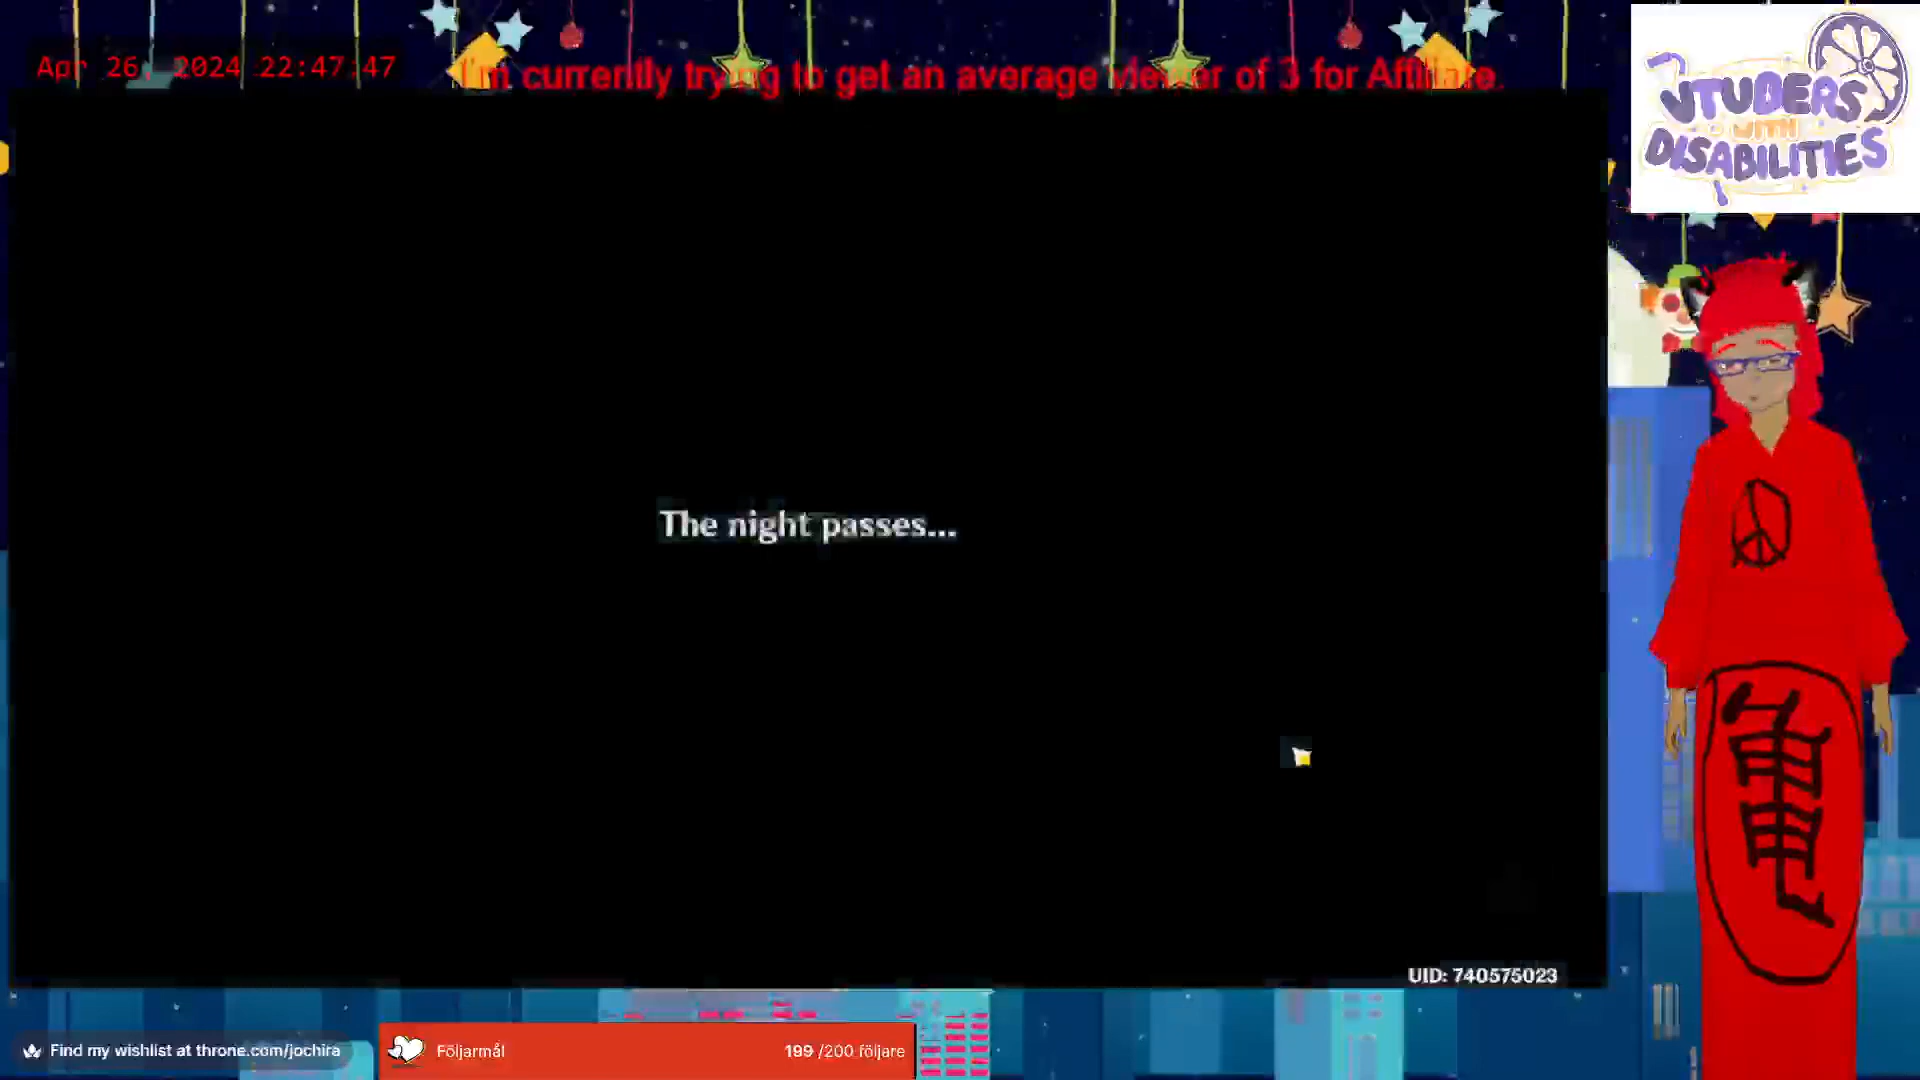 Apr 26, 2024 22:47:47
I'm currently trying to get an average viewer of 3 for Affiliate.
VTUBERS
WITH
DISABILITIES
The night passes...
亀
UID: 740575023
Find my wishlist at throne.com/jochira
Följarmål
199 /200 följare